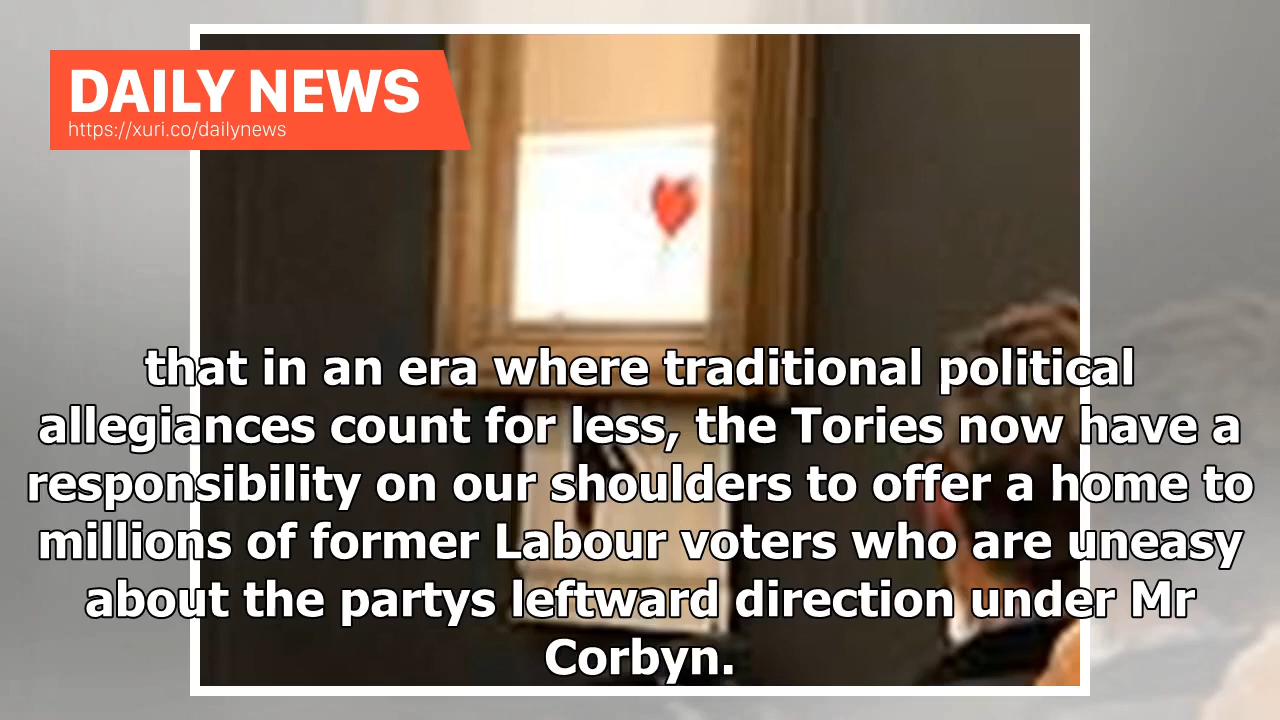 DAILY NEWS
https://xuri.co/dailynews
that in an era where traditional political
allegiances count for less, the Tories now have a
responsibility on our shoulders to offer a home to
millions of former Labour voters who are uneasy
about the partys leftward direction under Mr
Corbyn.